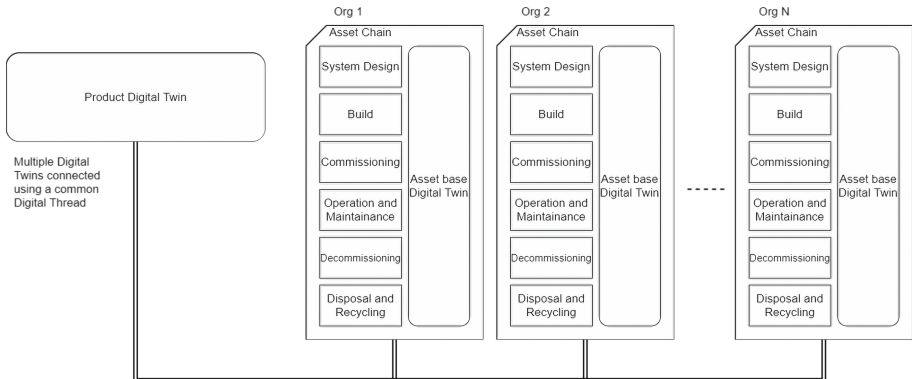 Product Digital Twin
Multiple Digital
Twins connected
using a common
Digital Thread
Org 1
Asset Chain
System Design
Build
Commissioning
Operation and
Maintainance
Decommissioning
Disposal and
Recycling
Asset base
Digital Twin
Org 2
Asset Chain
System Design
Build
Commissioning
Operation and
Maintainance
Decommissioning
Disposal and
Recycling
Asset base
Digital Twin
Org N
Asset Chain
System Design
Build
Commissioning
Operation and
Maintainance
Decommissioning
Disposal and
Recycling
Asset base
Digital Twin